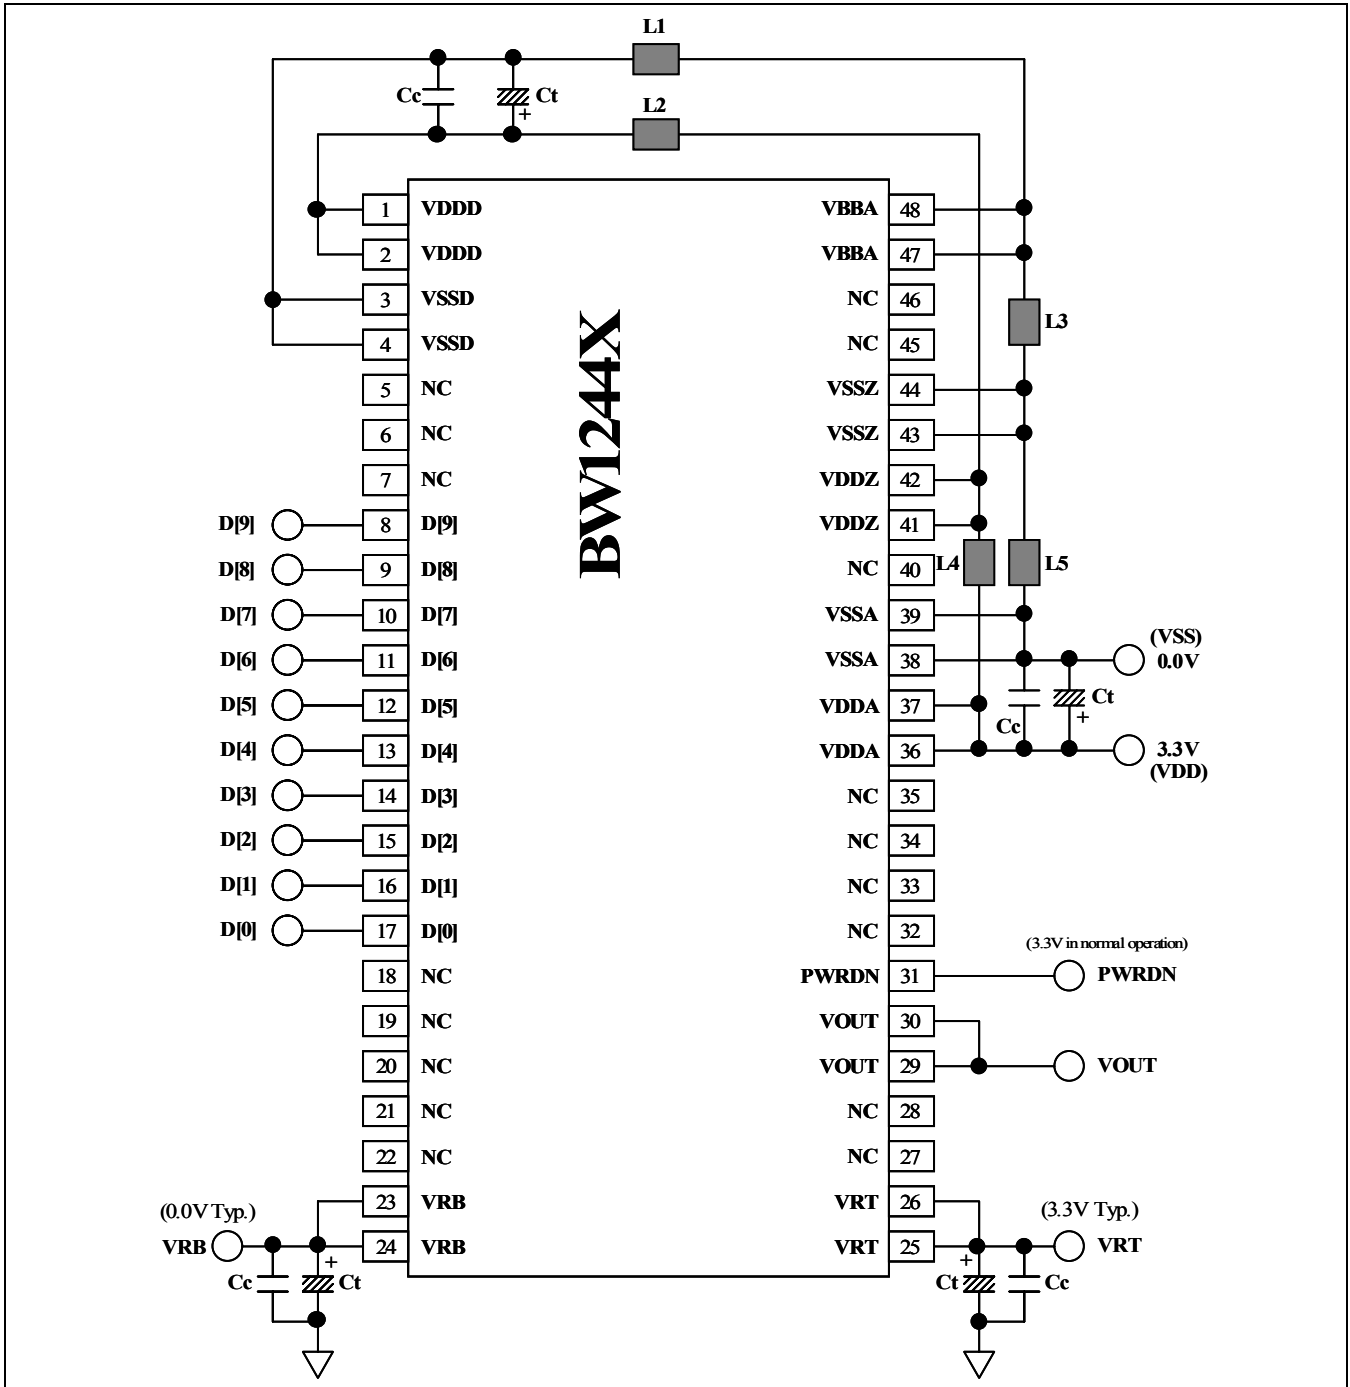 L1
Cc
Ct
+
L2
1 VDDD
VBBA 48
2 VDDD
VBBA 47
3 VSSD
NC 46
4 VSSD
NC 45
L3
5 NC
VSSZ 44
6 NC
VSSZ 43
7 NC
VDDZ 42
D[9] 8 D[9]
VDDZ 41
D[8] 9 D[8]
NC 40
L4
L5
D[7] 10 D[7]
VSSA 39
D[6] 11 D[6]
VSSA 38
(VSS)
0.0V
D[5] 12 D[5]
VDDA 37
Cc
Ct
+
D[4] 13 D[4]
VDDA 36
3.3V
(VDD)
D[3] 14 D[3]
NC 35
D[2] 15 D[2]
NC 34
D[1] 16 D[1]
NC 33
D[0] 17 D[0]
NC 32
BW1244X
(3.3V in normal operation)
18 NC
PWRDN 31
PWRDN
19 NC
VOUT 30
20 NC
VOUT 29
VOUT
21 NC
NC 28
22 NC
NC 27
23 VRB
VRT 26
(0.0V Typ.)
(3.3V Typ.)
VRB
24 VRB
VRT 25
VRT
+
Cc
Ct
+
Ct
Cc